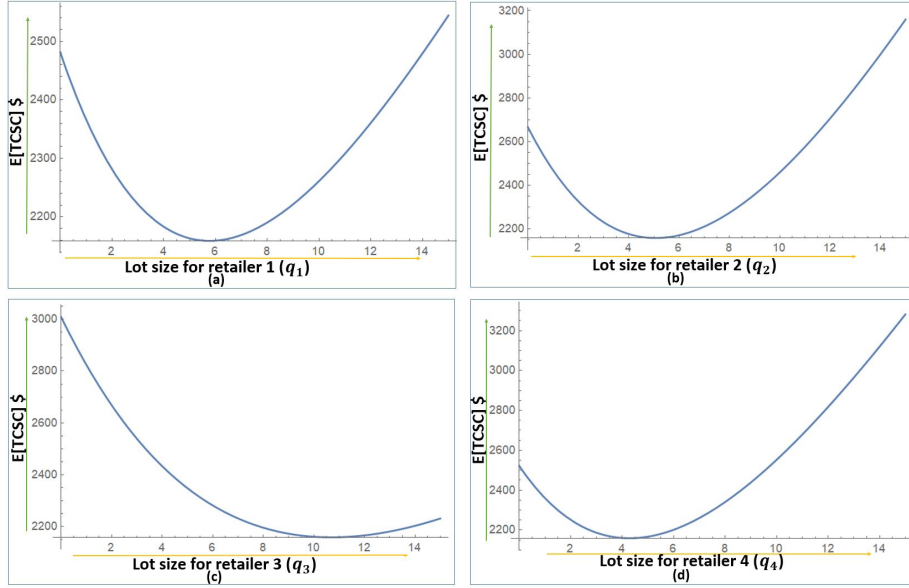 2500
2400
2300
2200
E[TCSC] $
2 4 6 8 10 12 14
Lot size for retailer 1 (q₁)
(a)
3200
3000
2800
2600
2400
2200
E[TCSC] $
0 2 4 6 8 10 12 14
Lot size for retailer 2 (q₂)
(b)
3000
2800
2600
2400
2200
E[TCSC] $
0 2 4 6 8 10 12 14
Lot size for retailer 3 (q₃)
(c)
3200
3000
2800
2600
2400
2200
E[TCSC] $
2 4 6 8 10 12 14
Lot size for retailer 4 (q₄)
(d)